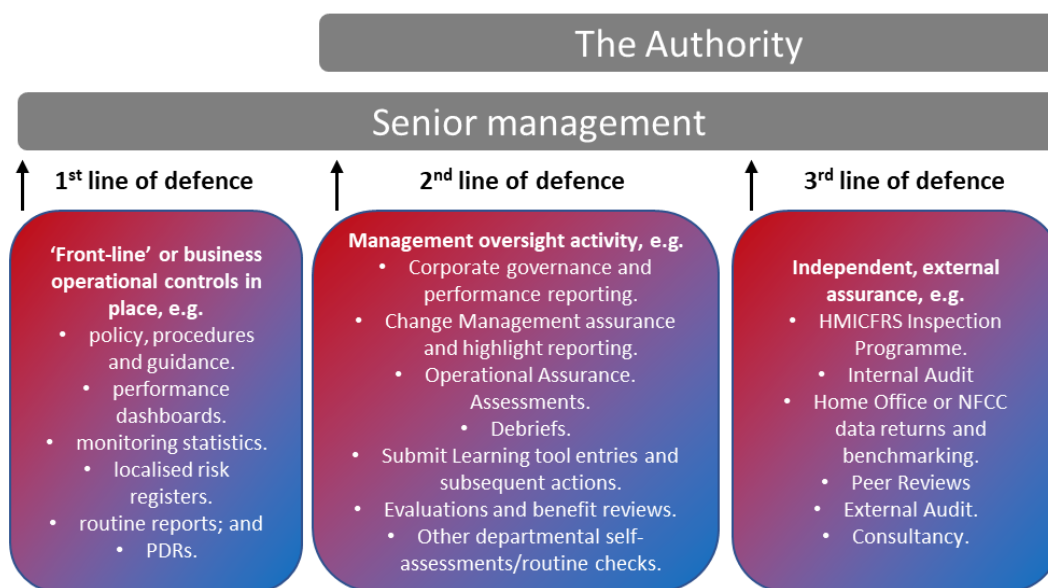 The Authority
Senior management
1st line of defence
2nd line of defence
3rd line of defence
‘Front-line’ or business
operational controls in
place, e.g.
• policy, procedures
and guidance.
• performance
dashboards.
• monitoring statistics.
• localised risk
registers.
• routine reports; and
• PDRs.
Management oversight activity, e.g.
• Corporate governance and
performance reporting.
• Change Management assurance
and highlight reporting.
• Operational Assurance.
Assessments.
• Debriefs.
• Submit Learning tool entries and
subsequent actions.
• Evaluations and benefit reviews.
• Other departmental self-
assessments/routine checks.
Independent, external
assurance, e.g.
• HMICFRS Inspection
Programme.
• Internal Audit
• Home Office or NFCC
data returns and
benchmarking.
• Peer Reviews
• External Audit.
• Consultancy.